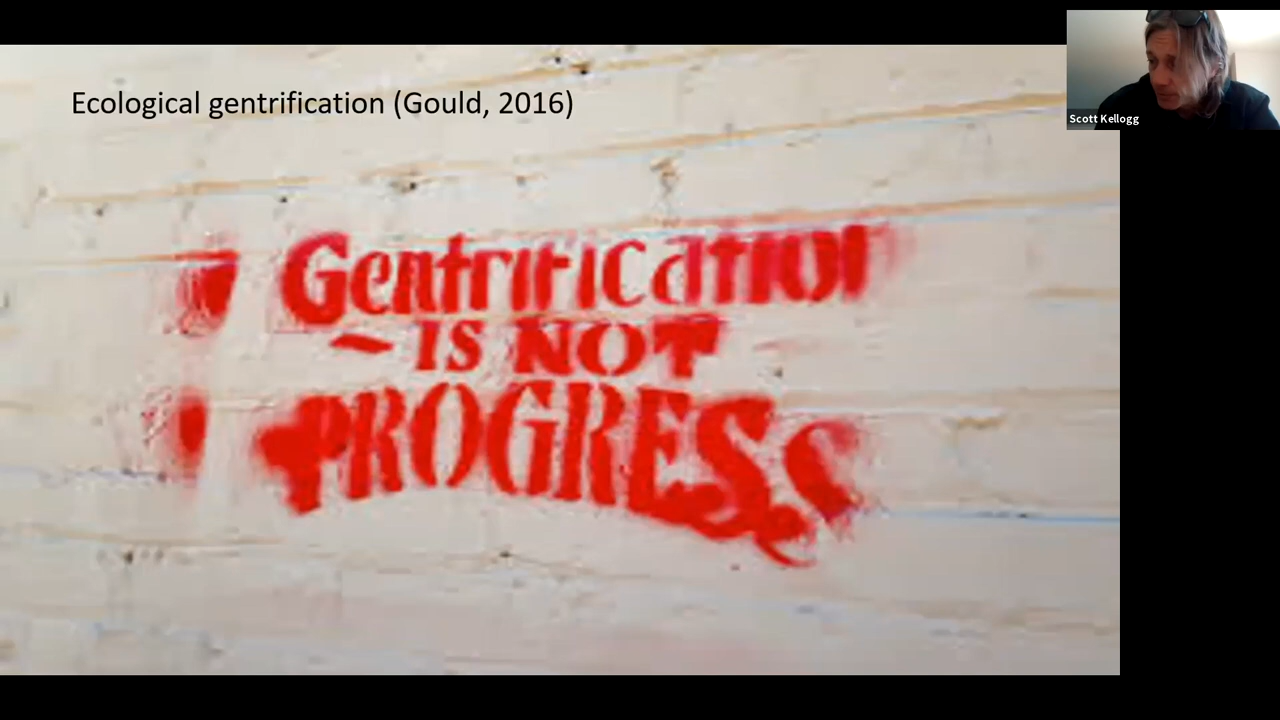 Ecological gentrification (Gould, 2016)
Scott Kellogg
Gentrification
IS NOT
PROGRESS